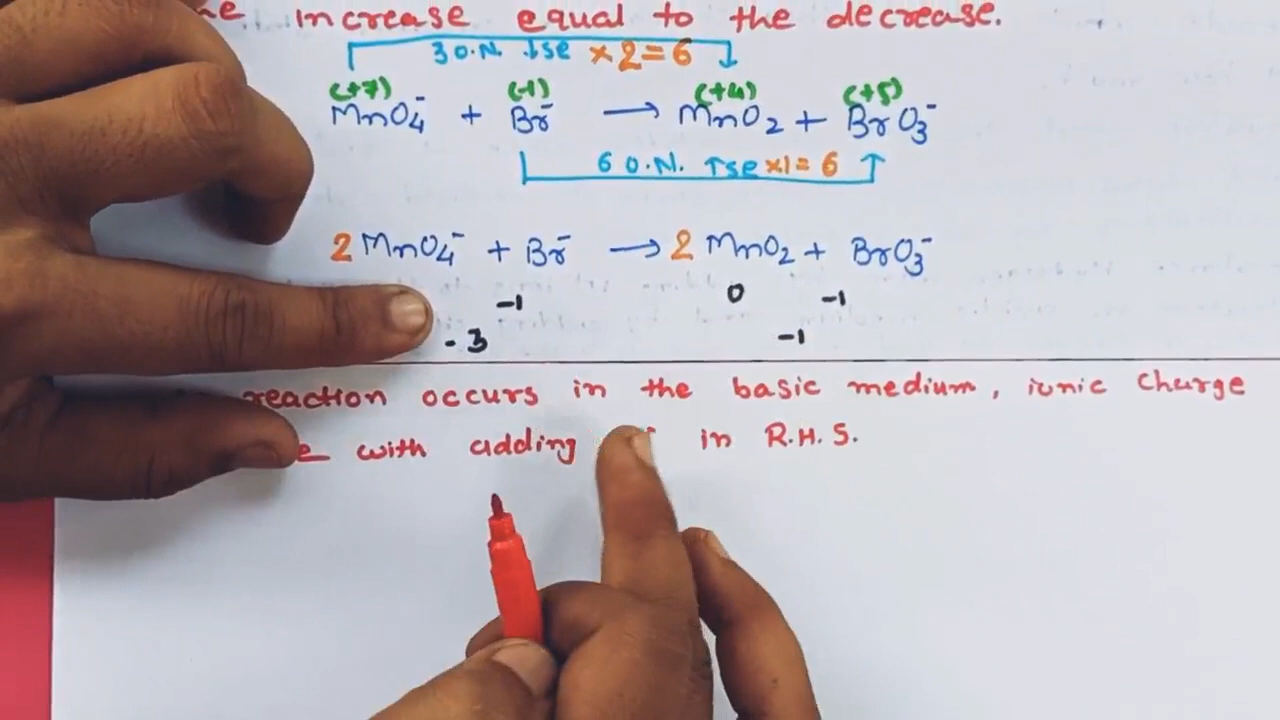 increase equal to the decrease.
3 O.N. ↓se ×2=6
(+7) (-1) (+4) (+5)
MnO₄⁻ + Br⁻ → MnO₂ + BrO₃⁻
6 O.N. ↑se ×1= 6
2 MnO₄⁻ + Br⁻ → 2 MnO₂ + BrO₃⁻
-1 0 -1
-3 -1
reaction occurs in the basic medium, ionic charge
with adding in R.H.S.